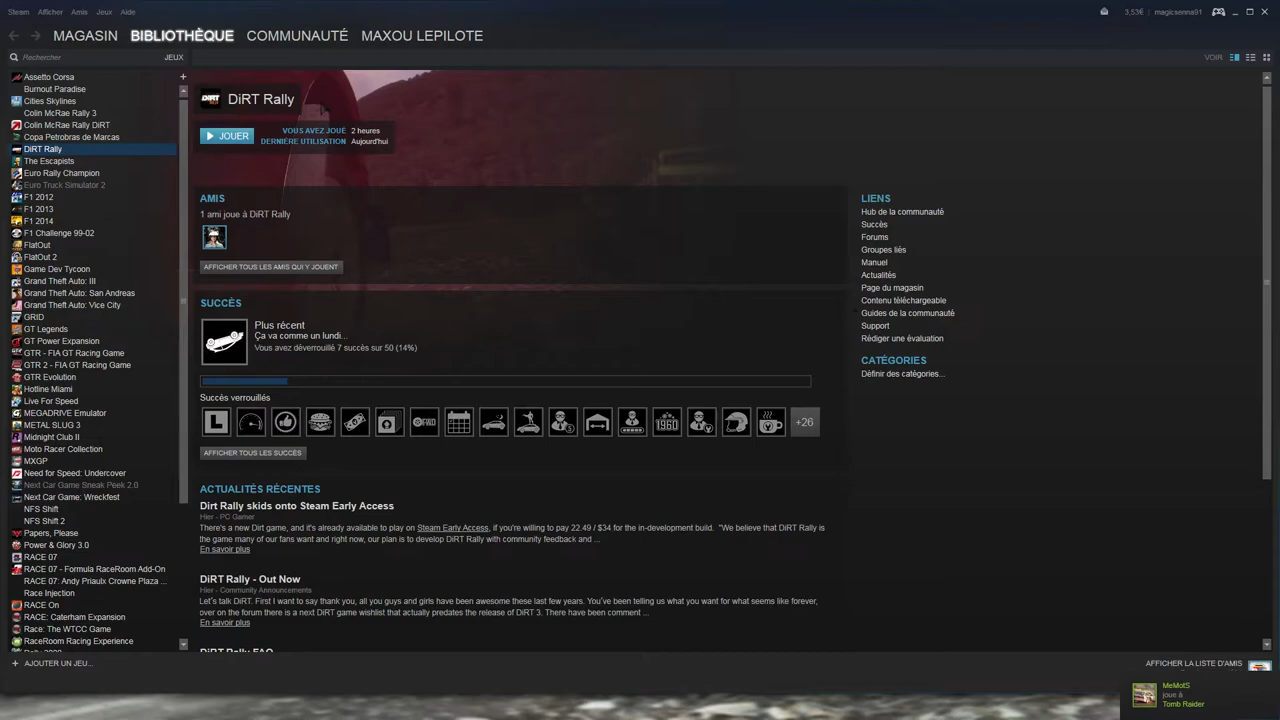 Steam Afficher Amis Jeux Aide
3,53€ magicsenna91
MAGASIN BIBLIOTHÈQUE COMMUNAUTÉ MAXOU LEPILOTE
Rechercher JEUX
VOIR
Assetto Corsa
Burnout Paradise
Cities Skylines
Colin McRae Rally 3
Colin McRae Rally DiRT
Copa Petrobras de Marcas
DiRT Rally
The Escapists
Euro Rally Champion
Euro Truck Simulator 2
F1 2012
F1 2013
F1 2014
F1 Challenge 99-02
FlatOut
FlatOut 2
Game Dev Tycoon
Grand Theft Auto: III
Grand Theft Auto: San Andreas
Grand Theft Auto: Vice City
GRID
GT Legends
GT Power Expansion
GTR - FIA GT Racing Game
GTR 2 - FIA GT Racing Game
GTR Evolution
Hotline Miami
Live For Speed
MEGADRIVE Emulator
METAL SLUG 3
Midnight Club II
Moto Racer Collection
MXGP
Need for Speed: Undercover
Next Car Game Sneak Peek 2.0
Next Car Game: Wreckfest
NFS Shift
NFS Shift 2
Papers, Please
Power & Glory 3.0
RACE 07
RACE 07 - Formula RaceRoom Add-On
RACE 07: Andy Priaulx Crowne Plaza ...
Race Injection
RACE On
RACE: Caterham Expansion
Race: The WTCC Game
RaceRoom Racing Experience
+ AJOUTER UN JEU...
DiRT Rally
JOUER
VOUS AVEZ JOUÉ 2 heures
DERNIÈRE UTILISATION Aujourd'hui
AMIS
1 ami joue à DiRT Rally
AFFICHER TOUS LES AMIS QUI Y JOUENT
SUCCÈS
Plus récent
Ça va comme un lundi...
Vous avez déverrouillé 7 succès sur 50 (14%)
Succès verrouillés
L
FWD
1960
+26
AFFICHER TOUS LES SUCCÈS
ACTUALITÉS RÉCENTES
Dirt Rally skids onto Steam Early Access
Hier - PC Gamer
There's a new Dirt game, and it's already available to play on Steam Early Access, if you're willing to pay 22.49 / $34 for the in-development build. "We believe that DiRT Rally is
the game many of our fans want and right now, our plan is to develop DiRT Rally with community feedback and ...
En savoir plus
DiRT Rally - Out Now
Hier - Community Announcements
Let's talk DiRT. First I want to say thank you, all you guys and girls have been awesome these last few years. You've been telling us what you want for what seems like forever,
over on the forum there is a next DiRT game wishlist that actually predates the release of DiRT 3. There have been comment ...
En savoir plus
DiRT Rally FAQ
LIENS
Hub de la communauté
Succès
Forums
Groupes liés
Manuel
Actualités
Page du magasin
Contenu téléchargeable
Guides de la communauté
Support
Rédiger une évaluation
CATÉGORIES
Définir des catégories...
AFFICHER LA LISTE D'AMIS
MeMotS
joue à
Tomb Raider